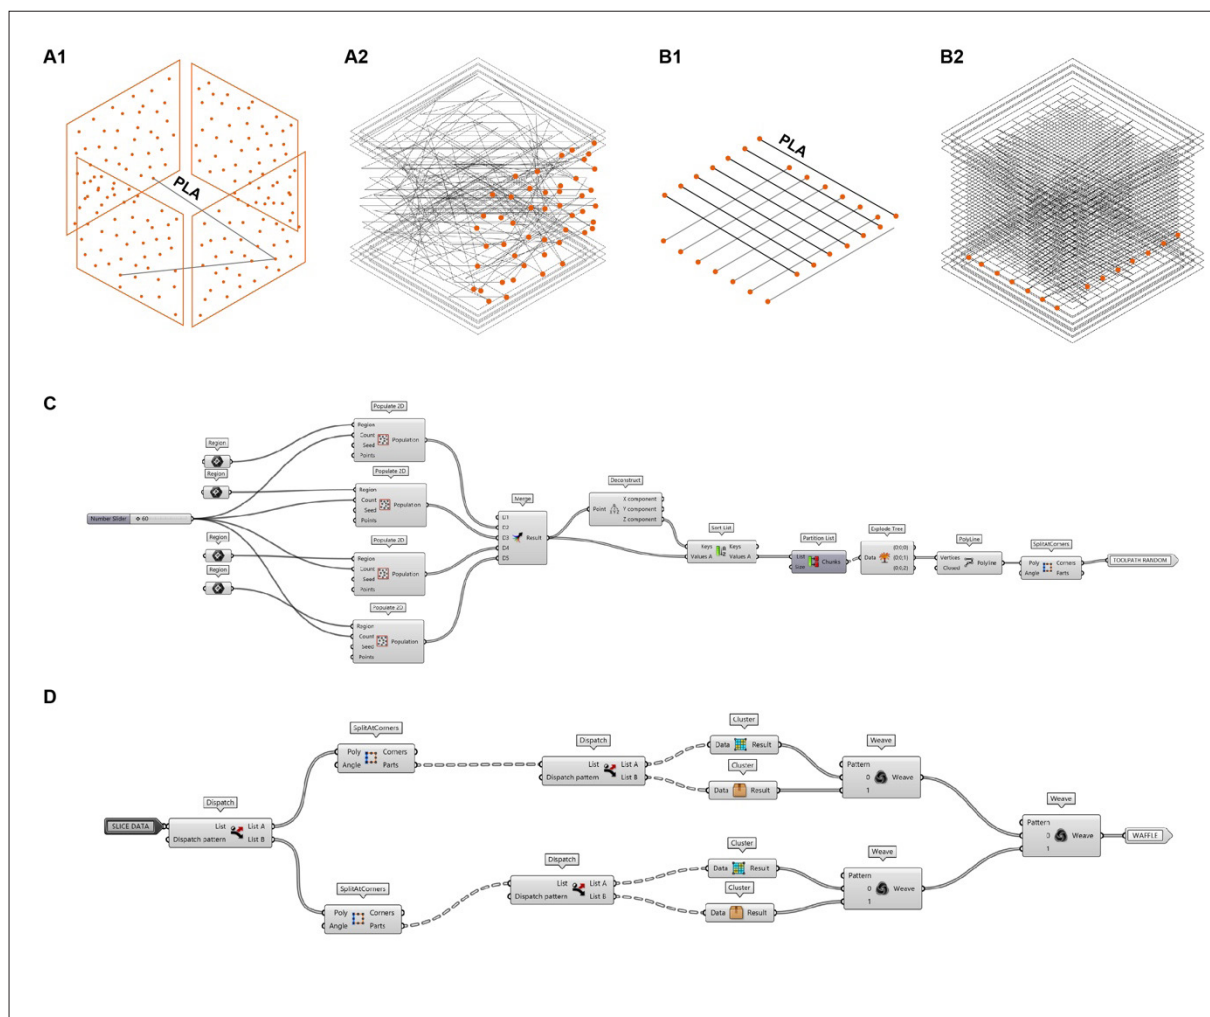 A1
A2
B1
B2
PLA
PLA
C
Populate 2D
Region
Count
Seed
Points
Population
Region
Region
Populate 2D
Region
Count
Seed
Points
Population
Number Slider
60
Region
Region
Populate 2D
Region
Count
Seed
Points
Population
Populate 2D
Region
Count
Seed
Points
Population
Merge
D1
D2
D3
D4
D5
Result
Deconstruct
Point
X component
Y component
Z component
Sort List
Keys
Values A
Keys
Values A
Partition List
List
Size
Chunks
Explode Tree
Data
{0;0;0}
{0;0;1}
{0;0;2}
PolyLine
Vertices
Closed
Polyline
SplitAtCorners
Poly
Angle
Corners
Parts
TOOLPATH RANDOM
D
SLICE DATA
Dispatch
List
Dispatch pattern
List A
List B
SplitAtCorners
Poly
Angle
Corners
Parts
Dispatch
List
Dispatch pattern
List A
List B
Cluster
Data
Result
Cluster
Data
Result
Weave
Pattern
0
1
Weave
SplitAtCorners
Poly
Angle
Corners
Parts
Dispatch
List
Dispatch pattern
List A
List B
Cluster
Data
Result
Cluster
Data
Result
Weave
Pattern
0
1
Weave
Weave
Pattern
0
1
Weave
WAFFLE